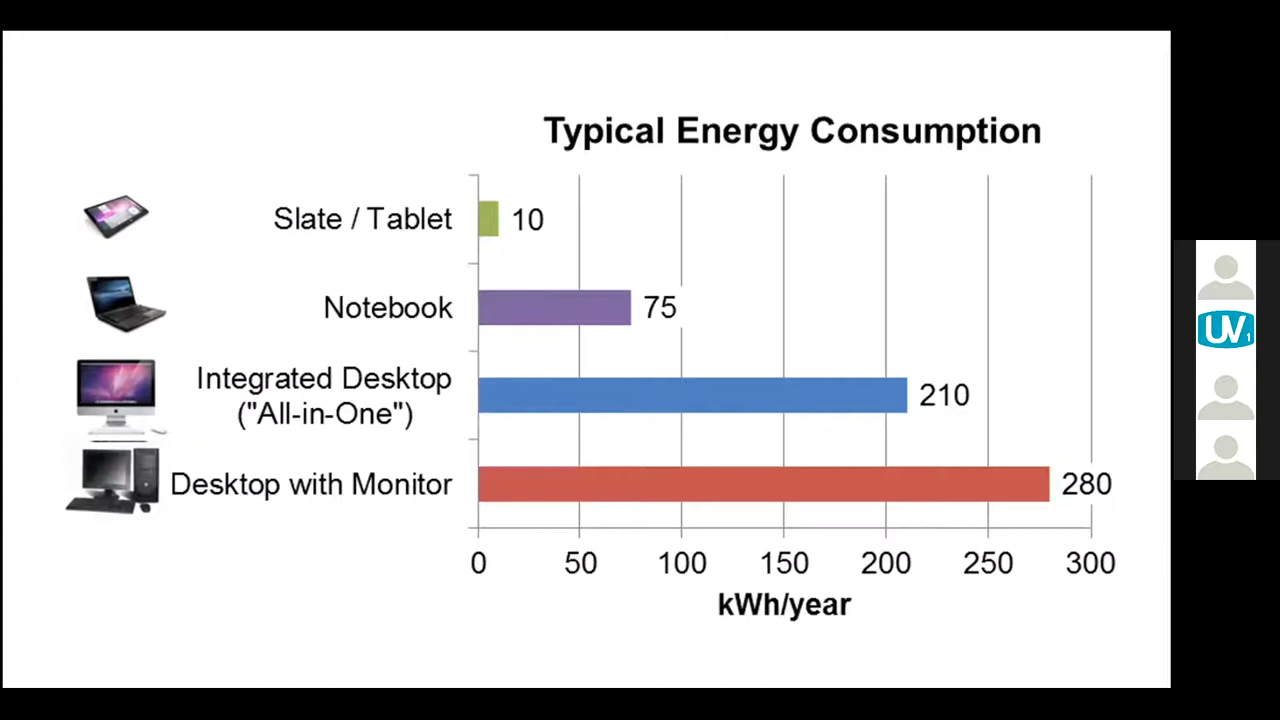 Typical Energy Consumption
Slate / Tablet 10
Notebook 75
Integrated Desktop
("All-in-One") 210
Desktop with Monitor 280
0 50 100 150 200 250 300
kWh/year
UV1